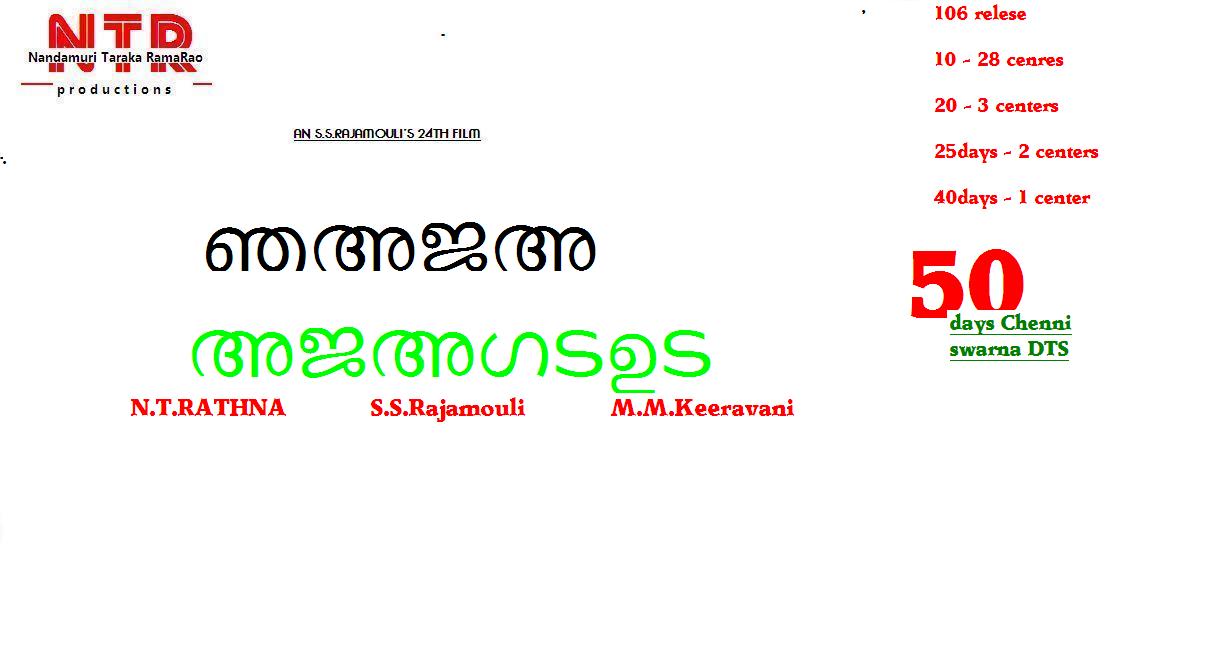 NTR
Nandamuri Taraka RamaRao
productions
AN S.S.RAJAMOULI'S 24TH FILM
ഞഅജഅ
അജഅഗടഉട
N.T.RATHNA S.S.Rajamouli M.M.Keeravani
106 relese
10 - 28 cenres
20 - 3 centers
25days - 2 centers
40days - 1 center
50
days Chenni
swarna DTS